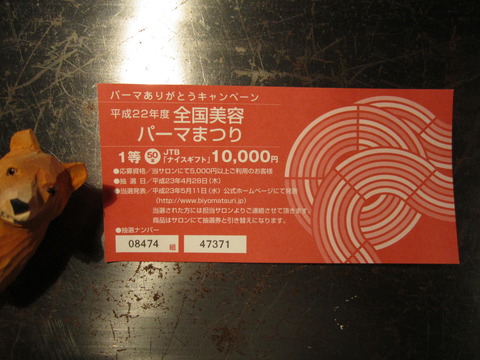 パーマありがとうキャンペーン
平成22年度 全国美容
パーマまつり
1等 50 JTB「ナイスギフト」10,000円
●応募資格／当サロンにて5,000円以上ご利用のお客様
●抽選日／平成23年4月28日(木)
●当選発表／平成23年5月11日(水)公式ホームページにて発表
(http://www.biyomatsuri.jp)
当選された方には担当サロンよりご連絡させて頂きます。
商品はサロンにて抽選券と引き替えになります。
●抽選ナンバー
08474 組 47371